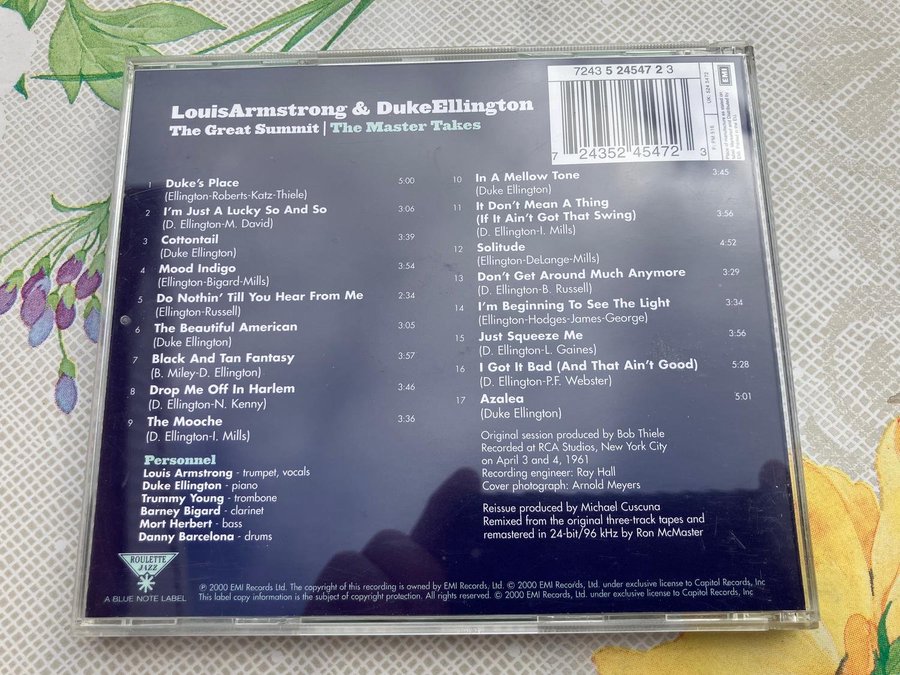 7243 5 24547 2 3
7 24352 45472 3
UK: 524 5472
F: PM 518
EMI
LouisArmstrong & DukeEllington
The Great Summit | The Master Takes
1 Duke's Place 5:00
(Ellington-Roberts-Katz-Thiele)
2 I'm Just A Lucky So And So 3:06
(D. Ellington-M. David)
3 Cottontail 3:39
(Duke Ellington)
4 Mood Indigo 3:54
(Ellington-Bigard-Mills)
5 Do Nothin' Till You Hear From Me 2:34
(Ellington-Russell)
6 The Beautiful American 3:05
(Duke Ellington)
7 Black And Tan Fantasy 3:57
(B. Miley-D. Ellington)
8 Drop Me Off In Harlem 3:46
(D. Ellington-N. Kenny)
9 The Mooche 3:36
(D. Ellington-I. Mills)
Personnel
Louis Armstrong - trumpet, vocals
Duke Ellington - piano
Trummy Young - trombone
Barney Bigard - clarinet
Mort Herbert - bass
Danny Barcelona - drums
10 In A Mellow Tone 3:45
(Duke Ellington)
11 It Don't Mean A Thing
(If It Ain't Got That Swing) 3:56
(D. Ellington-I. Mills)
12 Solitude 4:52
(Ellington-DeLange-Mills)
13 Don't Get Around Much Anymore 3:29
(D. Ellington-B. Russell)
14 I'm Beginning To See The Light 3:34
(Ellington-Hodges-James-George)
15 Just Squeeze Me 3:56
(D. Ellington-L. Gaines)
16 I Got It Bad (And That Ain't Good) 5:28
(D. Ellington-P.F. Webster)
17 Azalea 5:01
(Duke Ellington)
Original session produced by Bob Thiele
Recorded at RCA Studios, New York City
on April 3 and 4, 1961
Recording engineer: Ray Hall
Cover photograph: Arnold Meyers
Reissue produced by Michael Cuscuna
Remixed from the original three-track tapes and
remastered in 24-bit/96 kHz by Ron McMaster
ROULETTE
JAZZ
A BLUE NOTE LABEL
℗ 2000 EMI Records Ltd. The copyright of this recording is owned by EMI Records, Ltd. © 2000 EMI Records, Ltd. under exclusive license to Capitol Records, Inc
This label copy information is the subject of copyright protection. All rights reserved. © 2000 EMI Records, Ltd. under exclusive license to Capitol Records, Inc